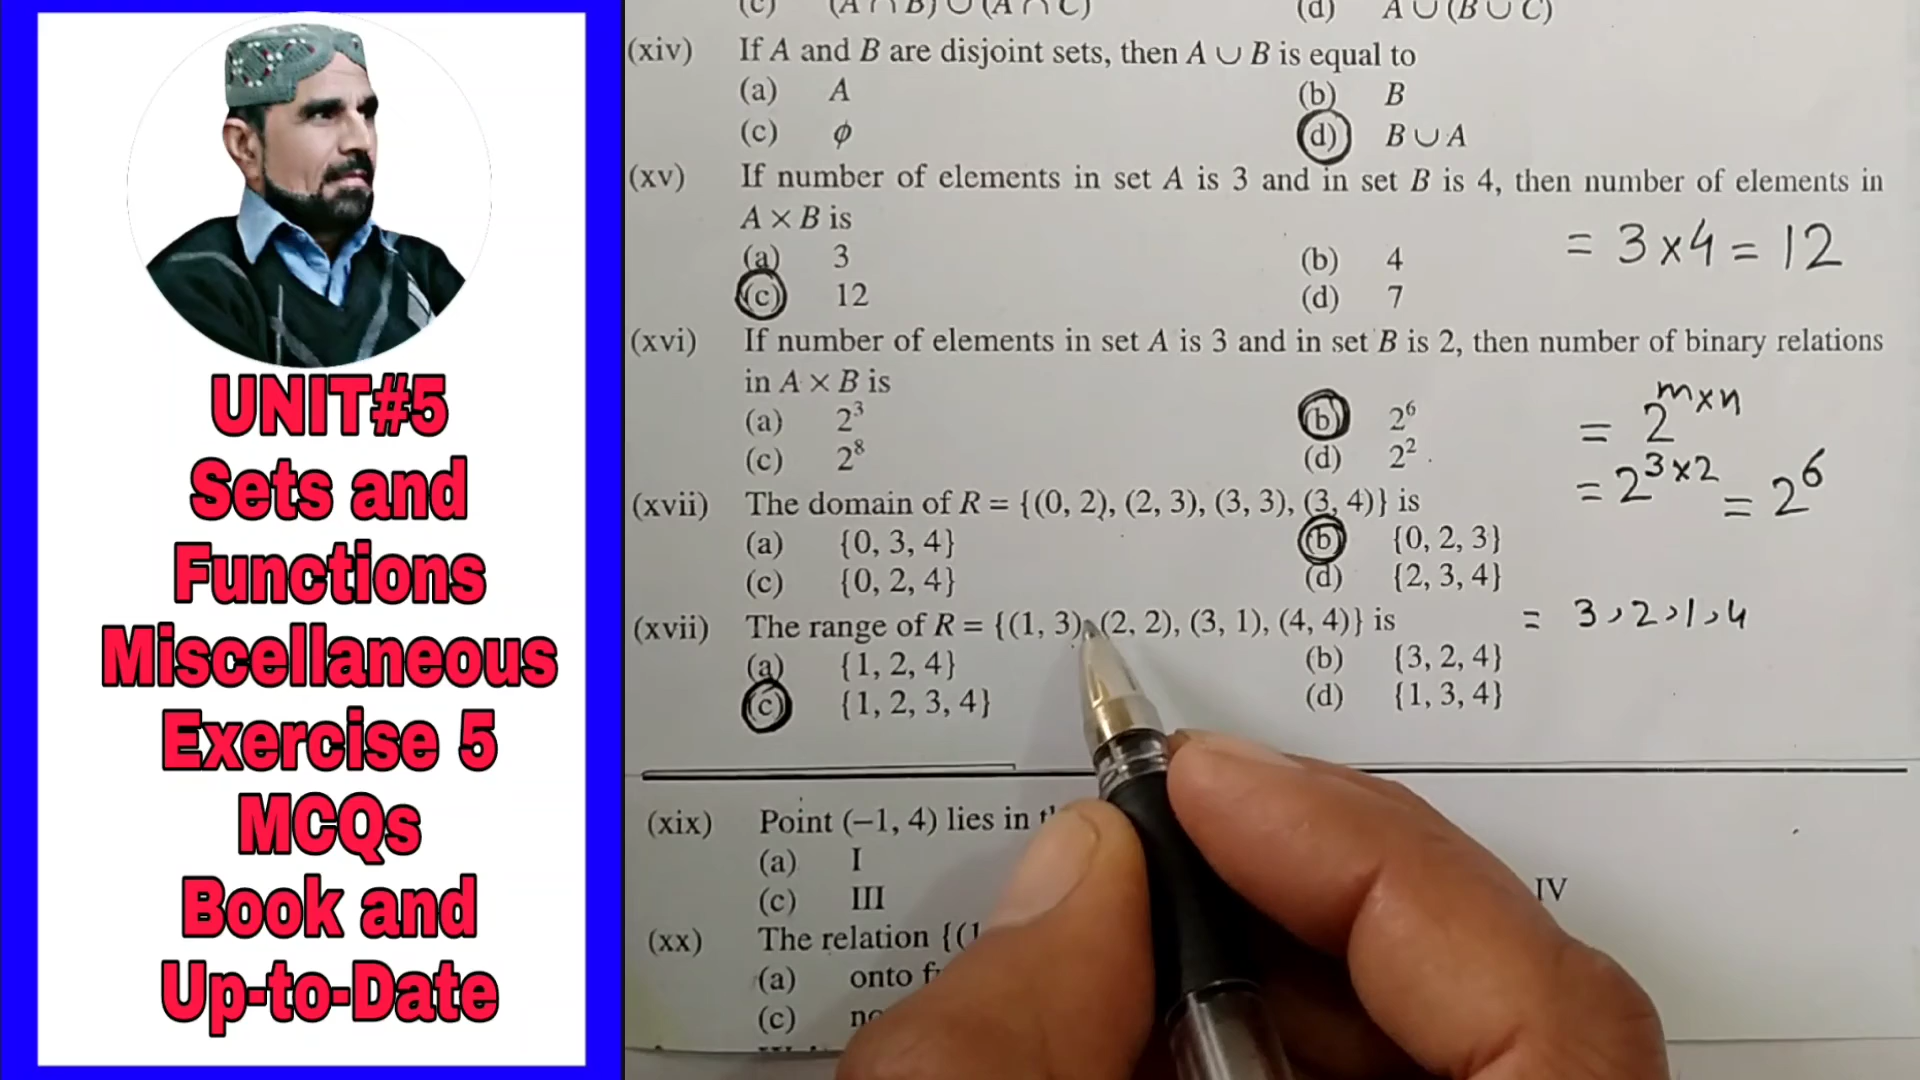 UNIT#5
Sets and
Functions
Miscellaneous
Exercise 5
MCQs
Book and
Up-to-Date
(c) (A ∩ B) ∪ (A ∩ C) (d) A ∪ (B ∪ C)
(xiv) If A and B are disjoint sets, then A ∪ B is equal to
(a) A (b) B
(c) ϕ (d) B ∪ A
(xv) If number of elements in set A is 3 and in set B is 4, then number of elements in
A × B is = 3 × 4 = 12
(a) 3 (b) 4
(c) 12 (d) 7
(xvi) If number of elements in set A is 3 and in set B is 2, then number of binary relations
in A × B is
(a) 2³ (b) 2⁶ = 2^(m×n)
(c) 2⁸ (d) 2² = 2^(3×2) = 2⁶
(xvii) The domain of R = {(0, 2), (2, 3), (3, 3), (3, 4)} is
(a) {0, 3, 4} (b) {0, 2, 3}
(c) {0, 2, 4} (d) {2, 3, 4}
(xvii) The range of R = {(1, 3), (2, 2), (3, 1), (4, 4)} is = 3,2,1,4
(a) {1, 2, 4} (b) {3, 2, 4}
(c) {1, 2, 3, 4} (d) {1, 3, 4}
(xix) Point (−1, 4) lies in
(a) I
(c) III IV
(xx) The relation {(1
(a) onto
(c)